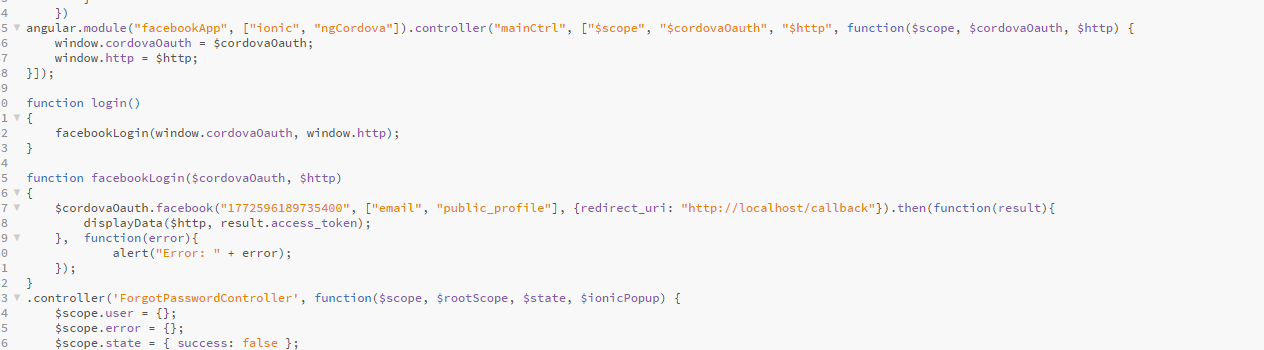 4 })
5 angular.module("facebookApp", ["ionic", "ngCordova"]).controller("mainCtrl", ["$scope", "$cordovaOauth", "$http", function($scope, $cordovaOauth, $http) {
6 window.cordovaOauth = $cordovaOauth;
7 window.http = $http;
8 }]);
9
0 function login()
1 {
2 facebookLogin(window.cordovaOauth, window.http);
3 }
4
5 function facebookLogin($cordovaOauth, $http)
6 {
7 $cordovaOauth.facebook("1772596189735400", ["email", "public_profile"], {redirect_uri: "http://localhost/callback"}).then(function(result){
8 displayData($http, result.access_token);
9 }, function(error){
0 alert("Error: " + error);
1 });
2 }
3 .controller('ForgotPasswordController', function($scope, $rootScope, $state, $ionicPopup) {
4 $scope.user = {};
5 $scope.error = {};
6 $scope.state = { success: false };